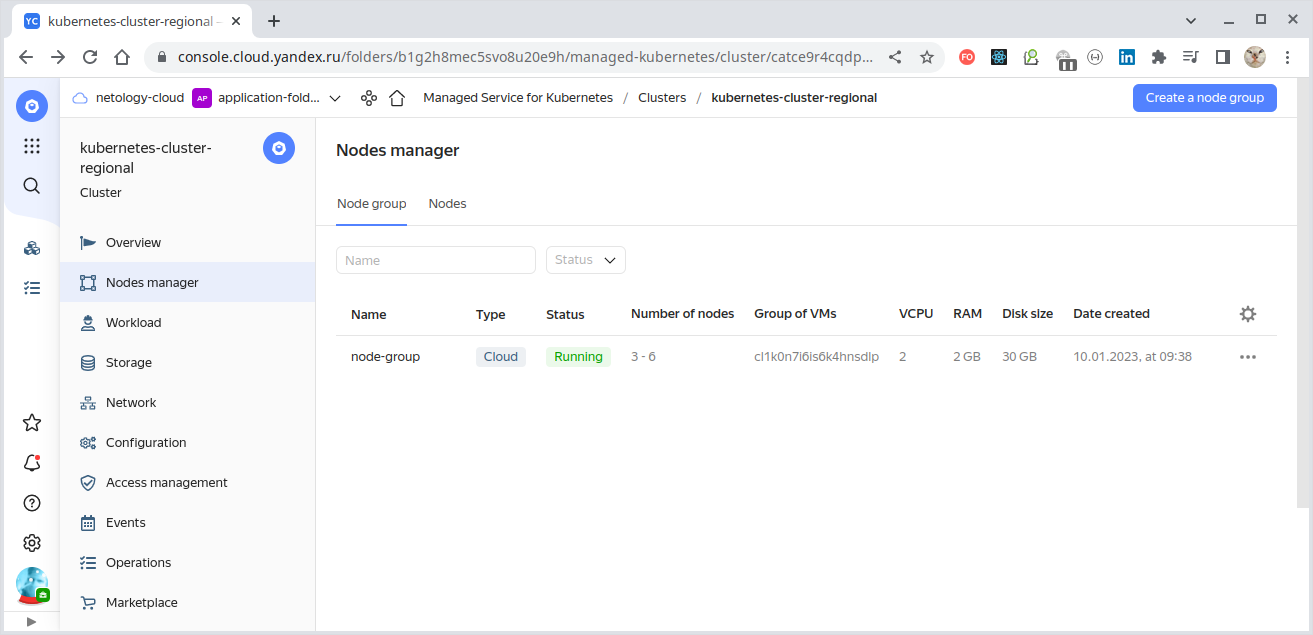 YC kubernetes-cluster-regional –
console.cloud.yandex.ru/folders/b1g2h8mec5svo8u20e9h/managed-kubernetes/cluster/catce9r4cqdp...
FO
in
netology-cloud AP application-fold... Managed Service for Kubernetes / Clusters / kubernetes-cluster-regional Create a node group
kubernetes-cluster-
regional
Cluster
Overview
Nodes manager
Workload
Storage
Network
Configuration
Access management
Events
Operations
Marketplace
Nodes manager
Node group Nodes
Name Status
Name Type Status Number of nodes Group of VMs VCPU RAM Disk size Date created
node-group Cloud Running 3 - 6 cl1k0n7i6is6k4hnsdlp 2 2 GB 30 GB 10.01.2023, at 09:38